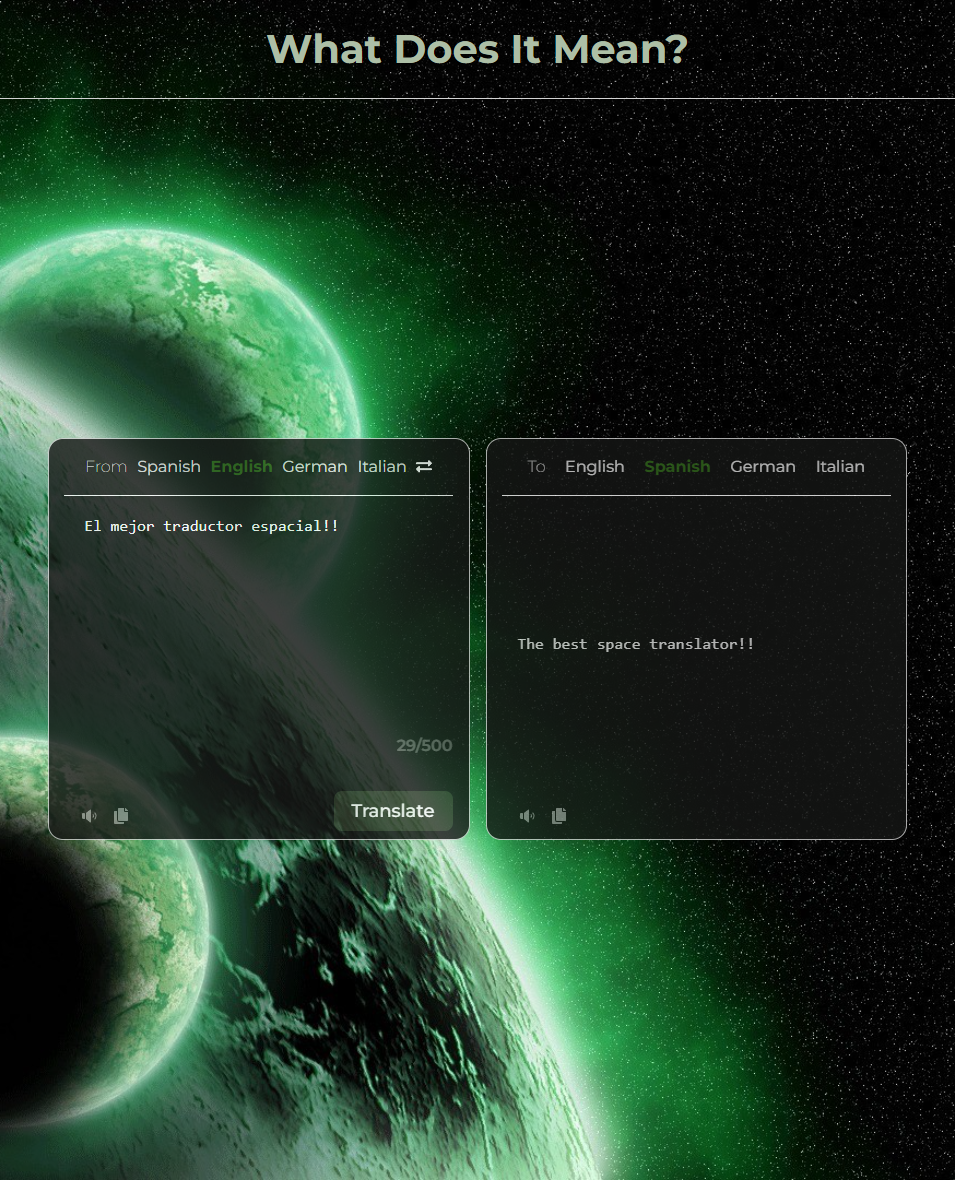 What Does It Mean?
From Spanish English German Italian
El mejor traductor espacial!!
29/500
Translate
To English Spanish German Italian
The best space translator!!